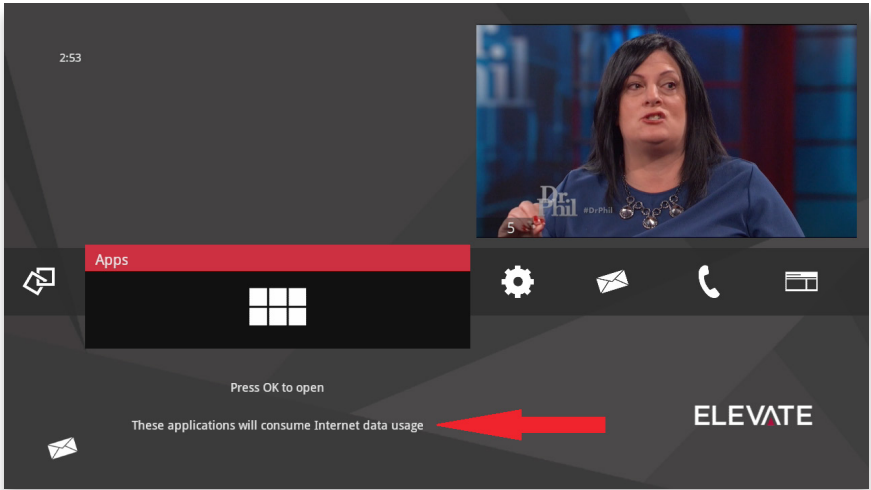 2:53
Dr.
Phil
#DrPhil
5
Apps
Press OK to open
These applications will consume Internet data usage
ELEVATE